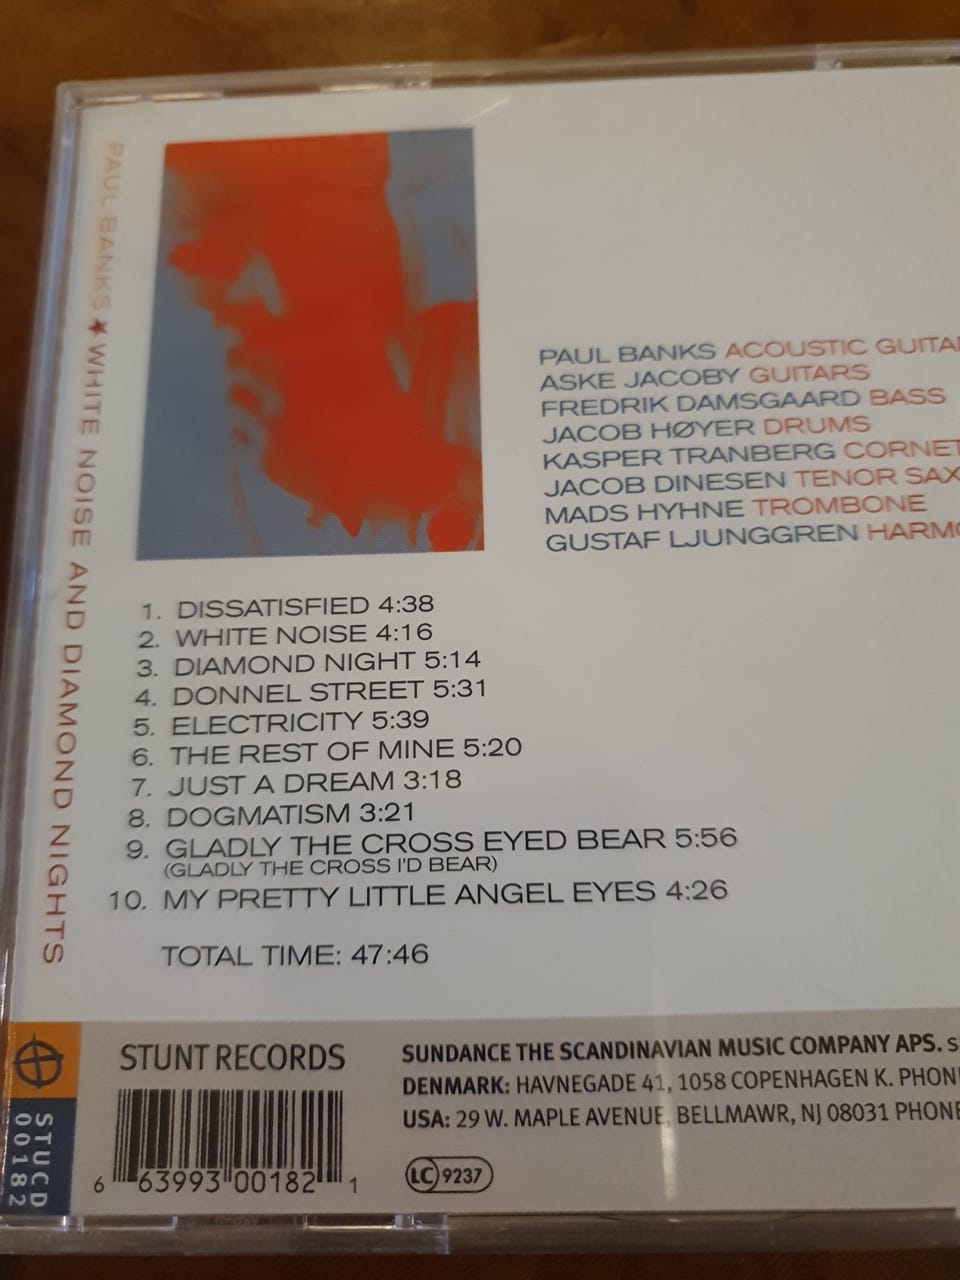 PAUL BANKS ★ WHITE NOISE AND DIAMOND NIGHTS
PAUL BANKS ACOUSTIC GUITAR
ASKE JACOBY GUITARS
FREDRIK DAMSGAARD BASS
JACOB HØYER DRUMS
KASPER TRANBERG CORNET
JACOB DINESEN TENOR SAX
MADS HYHNE TROMBONE
GUSTAF LJUNGGREN HARMO
1. DISSATISFIED 4:38
2. WHITE NOISE 4:16
3. DIAMOND NIGHT 5:14
4. DONNEL STREET 5:31
5. ELECTRICITY 5:39
6. THE REST OF MINE 5:20
7. JUST A DREAM 3:18
8. DOGMATISM 3:21
9. GLADLY THE CROSS EYED BEAR 5:56
(GLADLY THE CROSS I'D BEAR)
10. MY PRETTY LITTLE ANGEL EYES 4:26
TOTAL TIME: 47:46
STUCD
00182
STUNT RECORDS
6 63993 00182 1
SUNDANCE THE SCANDINAVIAN MUSIC COMPANY APS. S
DENMARK: HAVNEGADE 41, 1058 COPENHAGEN K. PHON
USA: 29 W. MAPLE AVENUE, BELLMAWR, NJ 08031 PHONE
LC 9237